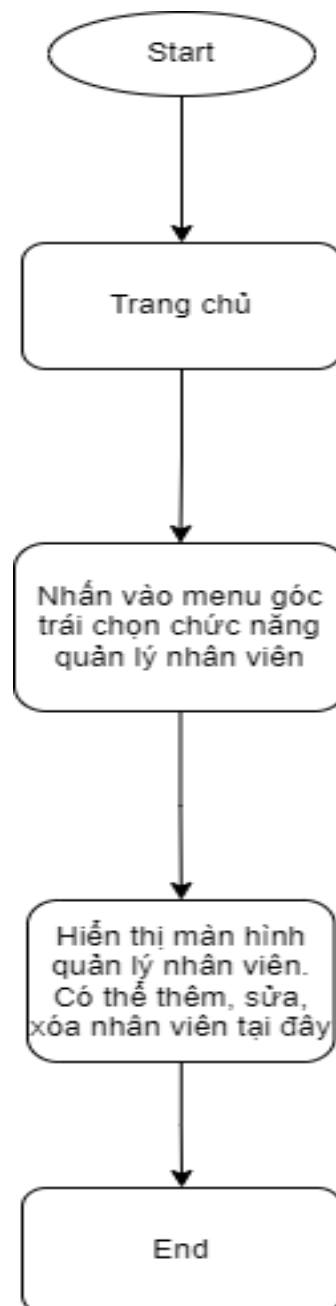 Start
Trang chủ
Nhấn vào menu góc
trái chọn chức năng
quản lý nhân viên
Hiển thị màn hình
quản lý nhân viên.
Có thể thêm, sửa,
xóa nhân viên tại đây
End